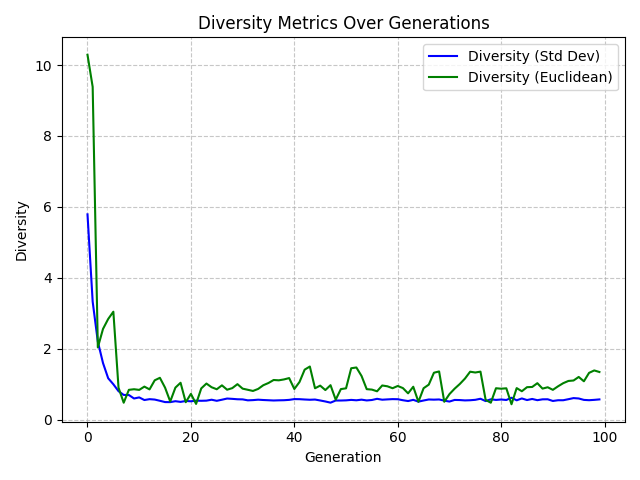 Diversity Metrics Over Generations
Diversity (Std Dev)
Diversity (Euclidean)
Diversity
10
8
6
4
2
0
0 20 40 60 80 100
Generation